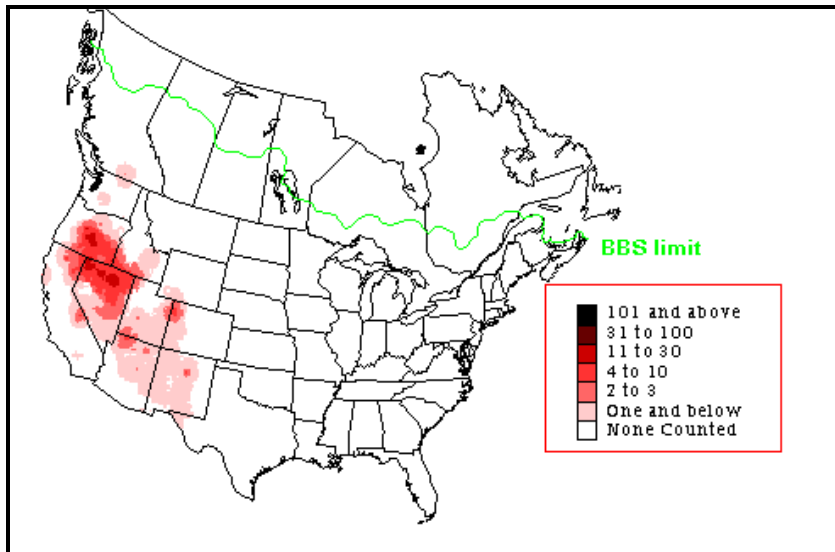 BBS limit
101 and above
31 to 100
11 to 30
4 to 10
2 to 3
One and below
None Counted